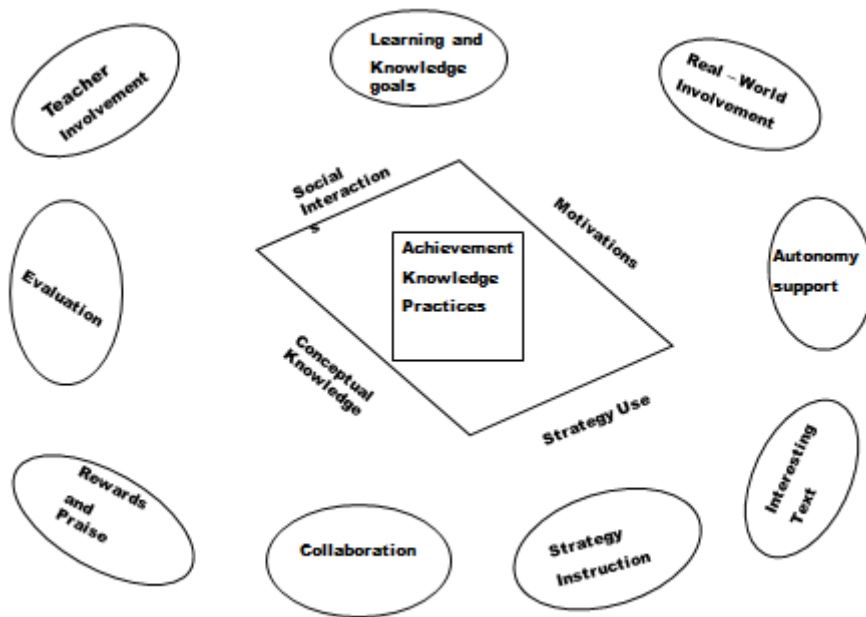 Teacher
Involvement
Learning and
Knowledge
goals
Real – World
Involvement
Social
Interaction
s
Motivations
Achievement
Knowledge
Practices
Autonomy
support
Evaluation
Conceptual
Knowledge
Strategy Use
Interesting
Text
Rewards
and
Praise
Collaboration
Strategy
Instruction